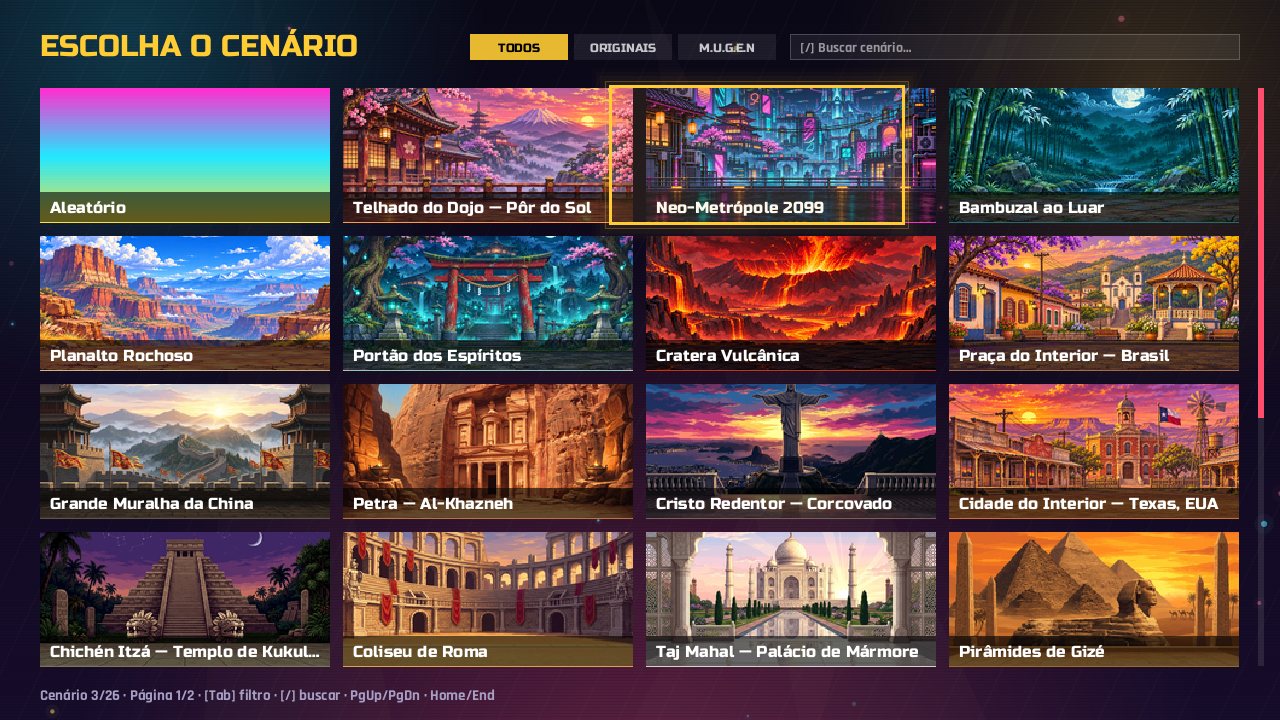 ESCOLHA O CENÁRIO
TODOS
ORIGINAIS
M.U.G.E.N
[/] Buscar cenário...
Aleatório
Telhado do Dojo — Pôr do Sol
Neo-Metrópole 2099
Bambuzal ao Luar
Planalto Rochoso
Portão dos Espíritos
Cratera Vulcânica
Praça do Interior — Brasil
Grande Muralha da China
Petra — Al-Khazneh
Cristo Redentor — Corcovado
Cidade do Interior — Texas, EUA
Chichén Itzá — Templo de Kukul...
Coliseu de Roma
Taj Mahal — Palácio de Mármore
Pirâmides de Gizé
Cenário 3/26 · Página 1/2 · [Tab] filtro · [/] buscar · PgUp/PgDn · Home/End